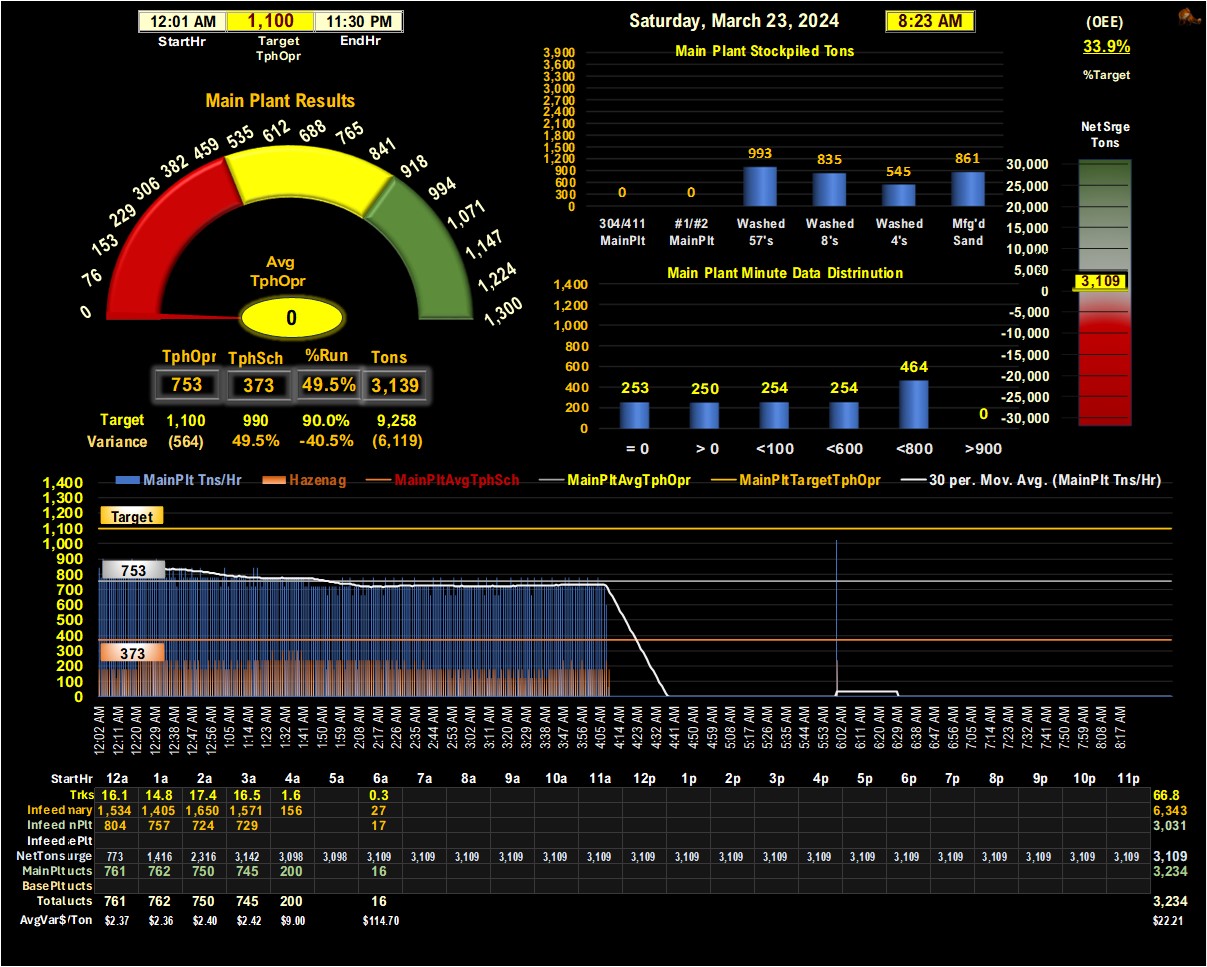 12:01 AM 1,100 11:30 PM
StartHr Target TphOpr EndHr
Saturday, March 23, 2024 8:23 AM
(OEE)
33.9%
%Target
Main Plant Results
0 76 153 229 306 382 459 535 612 688 765 841 918 994 1,071 1,147 1,224 1,300
Avg
TphOpr
0
TphOpr TphSch %Run Tons
753 373 49.5% 3,139
Target 1,100 990 90.0% 9,258
Variance (564) 49.5% -40.5% (6,119)
Main Plant Stockpiled Tons
3,900
3,600
3,300
3,000
2,700
2,400
2,100
1,800
1,500
1,200
900
600
300
0
0 0 993 835 545 861
304/411 #1/#2 Washed Washed Washed Mfg'd
MainPlt MainPlt 57's 8's 4's Sand
Main Plant Minute Data Distrinution
1,400
1,200
1,000
800
600
400
200
0
253 250 254 254 464 0
= 0 > 0 <100 <600 <800 >900
Net Srge
Tons
30,000
25,000
20,000
15,000
10,000
5,000
3,109
0
-5,000
-10,000
-15,000
-20,000
-25,000
-30,000
MainPlt Tns/Hr Hazenag MainPltAvgTphSch MainPltAvgTphOpr MainPltTargetTphOpr 30 per. Mov. Avg. (MainPlt Tns/Hr)
1,400
1,300
1,200
1,100
1,000
900
800
700
600
500
400
300
200
100
0
Target
753
373
12:02 AM 12:11 AM 12:20 AM 12:29 AM 12:38 AM 12:47 AM 12:56 AM 1:05 AM 1:14 AM 1:23 AM 1:32 AM 1:41 AM 1:50 AM 1:59 AM 2:08 AM 2:17 AM 2:26 AM 2:35 AM 2:44 AM 2:53 AM 3:02 AM 3:11 AM 3:20 AM 3:29 AM 3:38 AM 3:47 AM 3:56 AM 4:05 AM 4:14 AM 4:23 AM 4:32 AM 4:41 AM 4:50 AM 4:59 AM 5:08 AM 5:17 AM 5:26 AM 5:35 AM 5:44 AM 5:53 AM 6:02 AM 6:11 AM 6:20 AM 6:29 AM 6:38 AM 6:47 AM 6:56 AM 7:05 AM 7:14 AM 7:23 AM 7:32 AM 7:41 AM 7:50 AM 7:59 AM 8:08 AM 8:17 AM
StartHr 12a 1a 2a 3a 4a 5a 6a 7a 8a 9a 10a 11a 12p 1p 2p 3p 4p 5p 6p 7p 8p 9p 10p 11p
Trks 16.1 14.8 17.4 16.5 1.6 0.3 66.8
Infeed nary 1,534 1,405 1,650 1,571 156 27 6,343
Infeed nPlt 804 757 724 729 17 3,031
Infeed ePlt
NetTons urge 773 1,416 2,316 3,142 3,098 3,098 3,109 3,109 3,109 3,109 3,109 3,109 3,109 3,109 3,109 3,109 3,109 3,109 3,109 3,109 3,109 3,109 3,109 3,109 3,109
MainPlt ucts 761 762 750 745 200 16 3,234
BasePlt ucts
Total ucts 761 762 750 745 200 16 3,234
AvgVar$/Ton $2.37 $2.36 $2.40 $2.42 $9.00 $114.70 $22.21